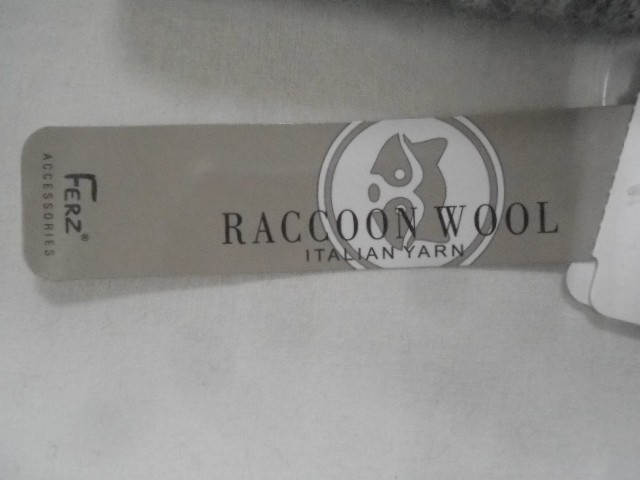 FERZ®
ACCESSORIES
RACCOON WOOL
ITALIAN YARN